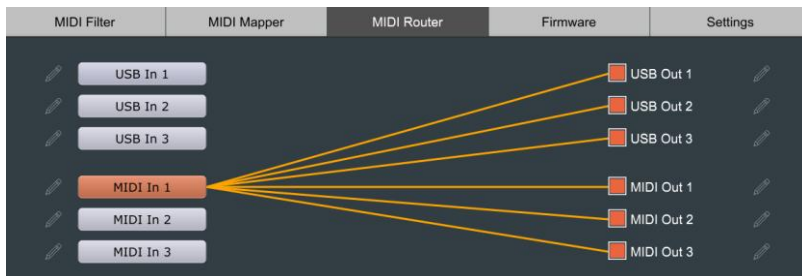 MIDI Filter MIDI Mapper MIDI Router Firmware Settings
USB In 1 USB Out 1
USB In 2 USB Out 2
USB In 3 USB Out 3
MIDI In 1 MIDI Out 1
MIDI In 2 MIDI Out 2
MIDI In 3 MIDI Out 3